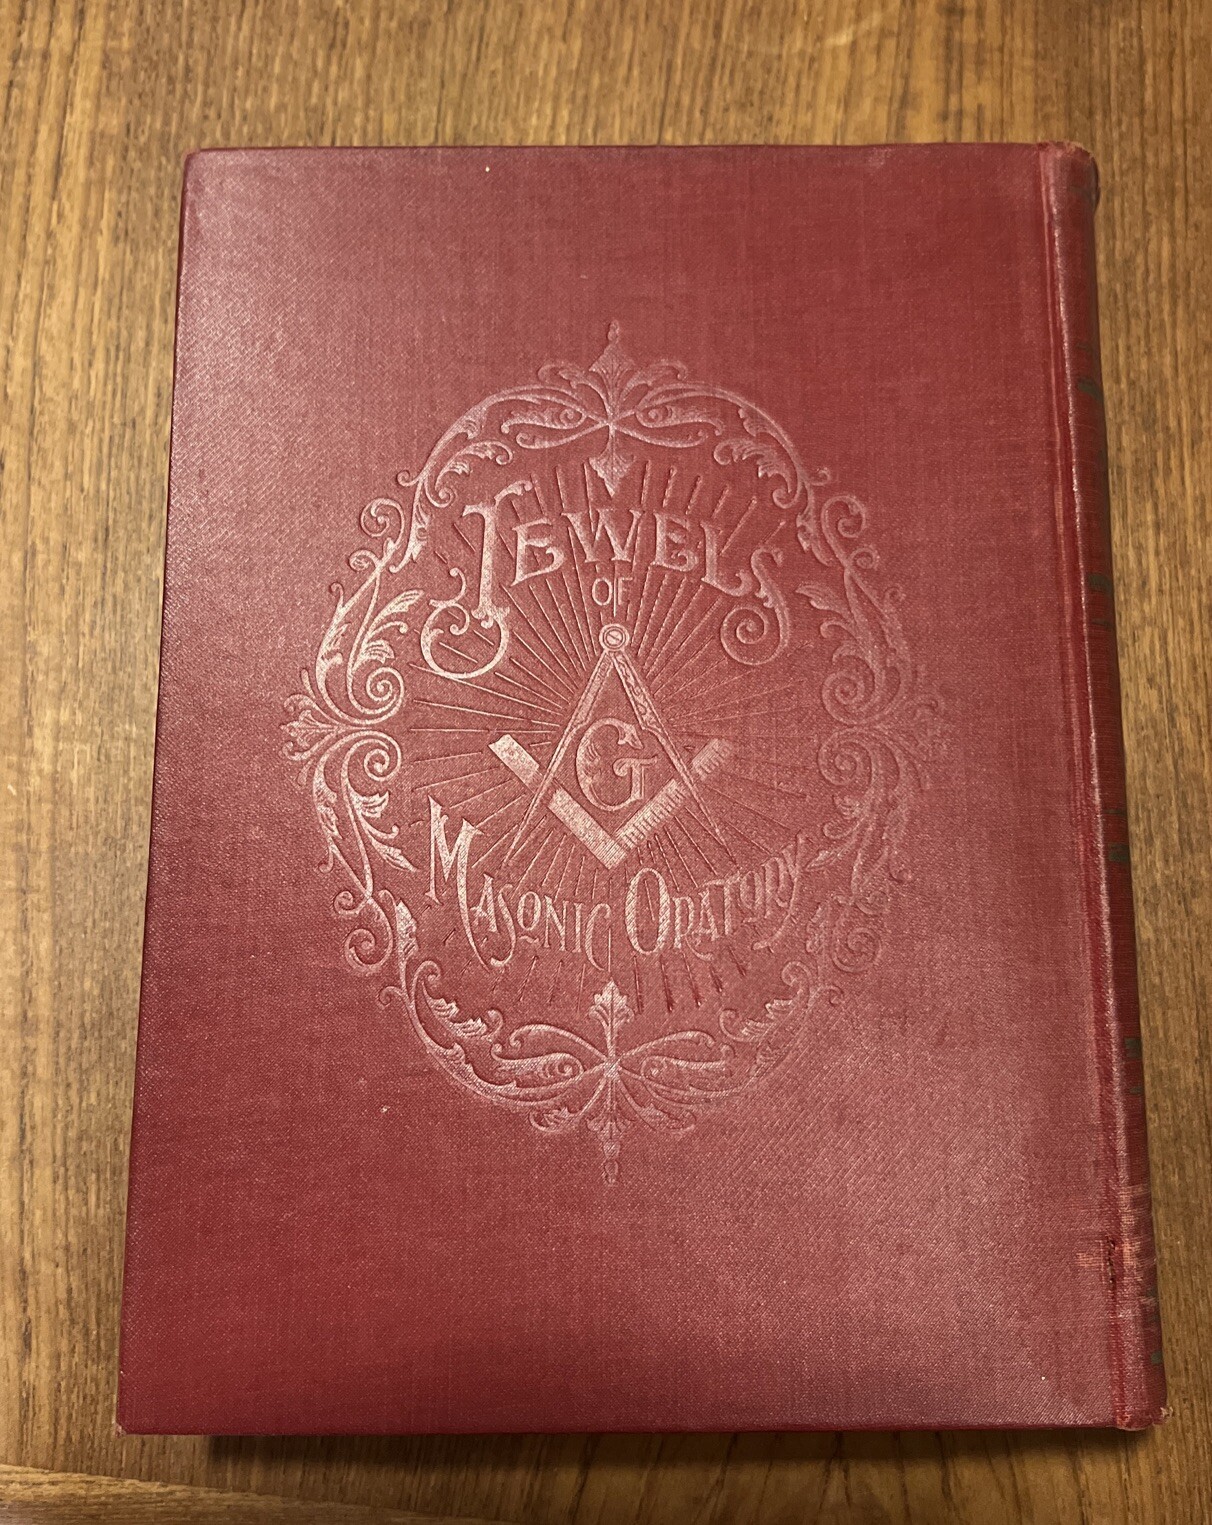 JEWELS
OF
G
MASONIC ORATORY